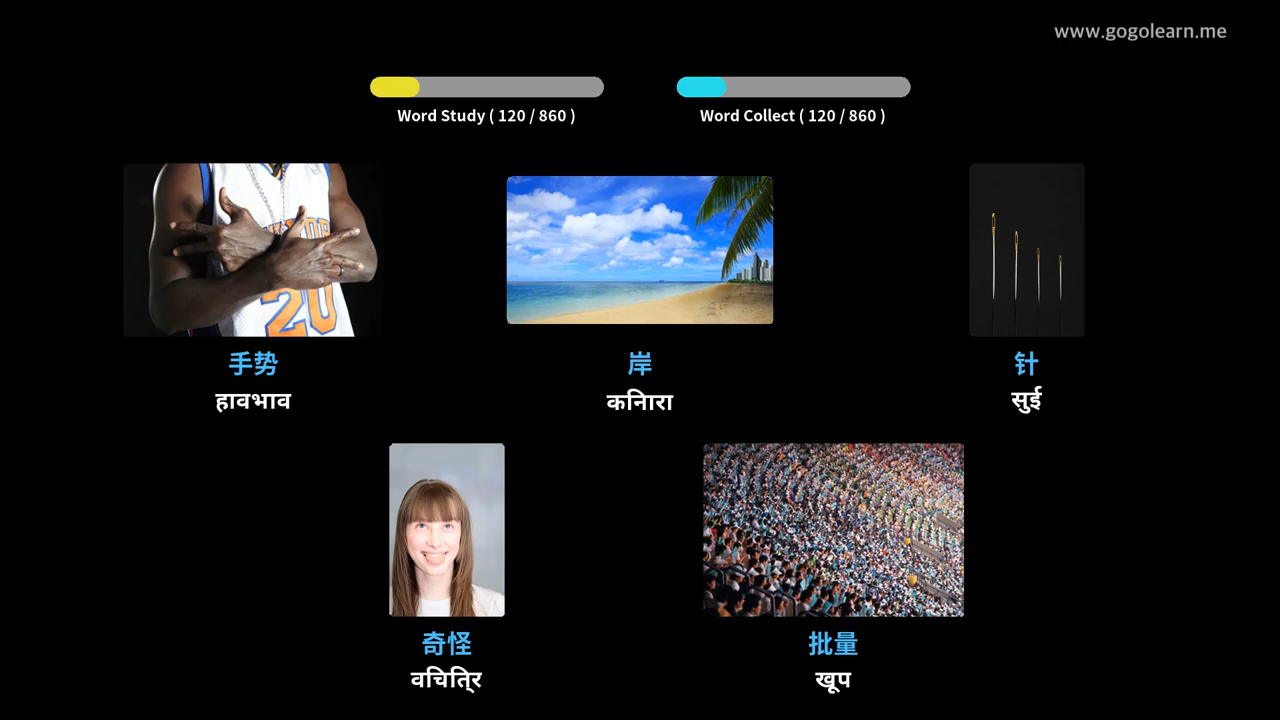 www.gogolearn.me
Word Study ( 120 / 860 )
Word Collect ( 120 / 860 )
20
手势
हावभाव
岸
कनिारा
针
सुई
奇怪
वचिति्र
批量
खूप